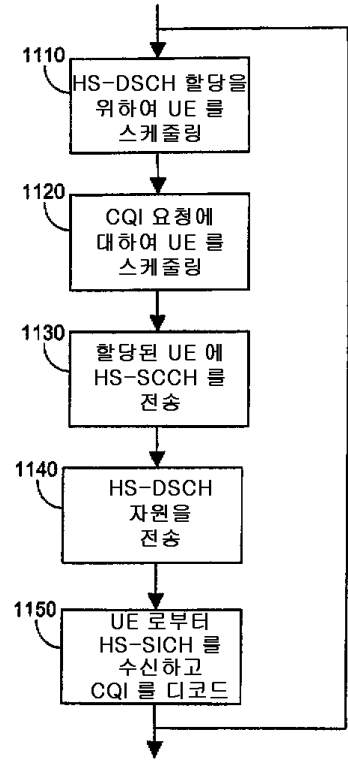 1110
HS-DSCH 할당을
위하여 UE 를
스케줄링
1120
CQI 요청에
대하여 UE 를
스케줄링
1130
할당된 UE 에
HS-SCCH 를
전송
1140
HS-DSCH
자원을
전송
1150
UE 로부터
HS-SICH 를
수신하고
CQI 를 디코드